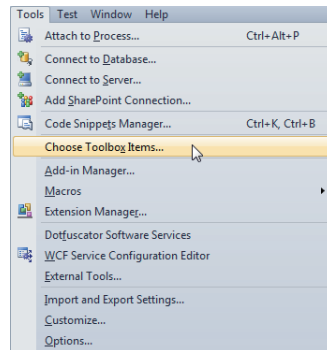 Tools Test Window Help
Attach to Process... Ctrl+Alt+P
Connect to Database...
Connect to Server...
Add SharePoint Connection...
Code Snippets Manager... Ctrl+K, Ctrl+B
Choose Toolbox Items...
Add-in Manager...
Macros
Extension Manager...
Dotfuscator Software Services
WCF Service Configuration Editor
External Tools...
Import and Export Settings...
Customize...
Options...